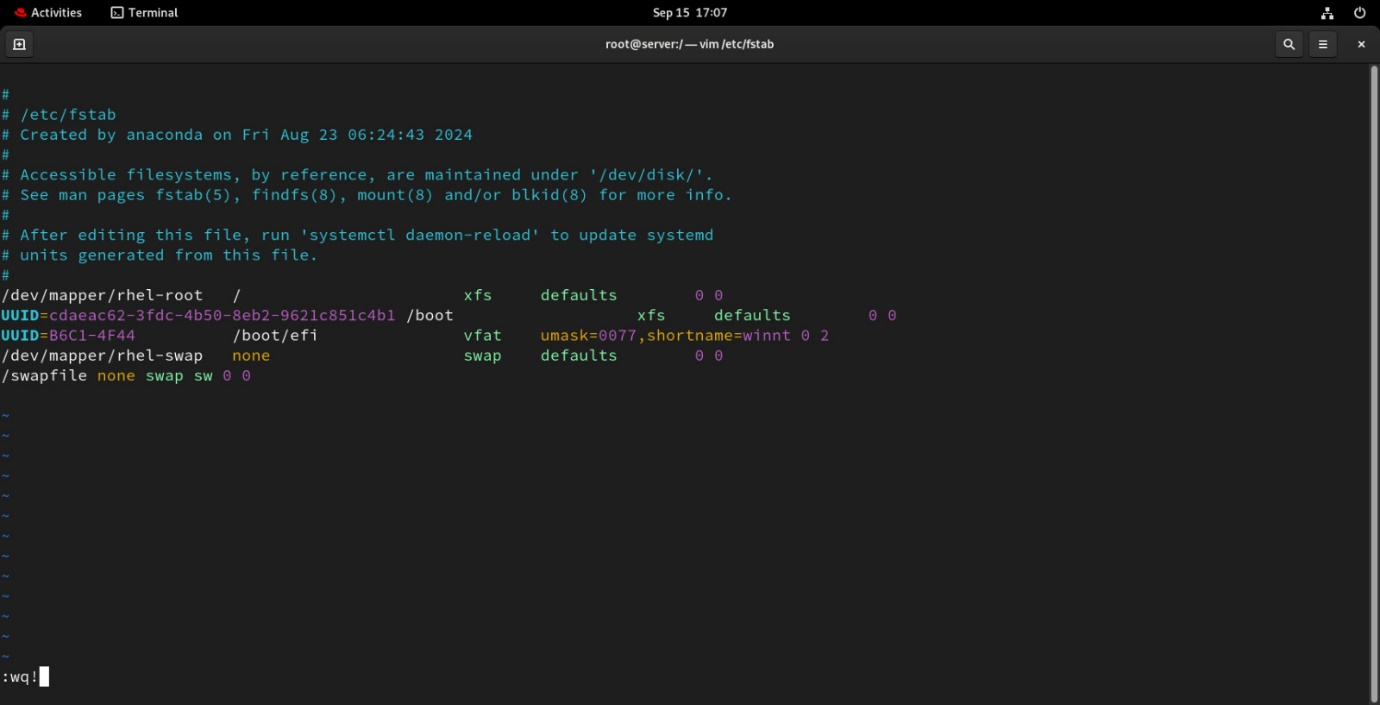 Activities Terminal Sep 15 17:07
root@server:/ — vim /etc/fstab
#
# /etc/fstab
# Created by anaconda on Fri Aug 23 06:24:43 2024
#
# Accessible filesystems, by reference, are maintained under '/dev/disk/'.
# See man pages fstab(5), findfs(8), mount(8) and/or blkid(8) for more info.
#
# After editing this file, run 'systemctl daemon-reload' to update systemd
# units generated from this file.
#
/dev/mapper/rhel-root   /                       xfs     defaults        0 0
UUID=cdaeac62-3fdc-4b50-8eb2-9621c851c4b1 /boot                   xfs     defaults        0 0
UUID=B6C1-4F44          /boot/efi               vfat    umask=0077,shortname=winnt 0 2
/dev/mapper/rhel-swap   none                    swap    defaults        0 0
/swapfile none swap sw 0 0
~
~
~
~
~
~
~
~
~
~
~
~
~
:wq!